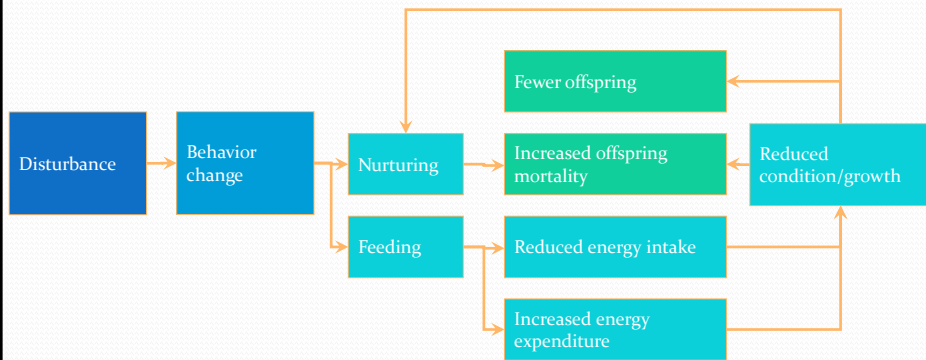 Fewer offspring
Disturbance
Behavior
change
Nurturing
Increased offspring
mortality
Reduced
condition/growth
Feeding
Reduced energy intake
Increased energy
expenditure